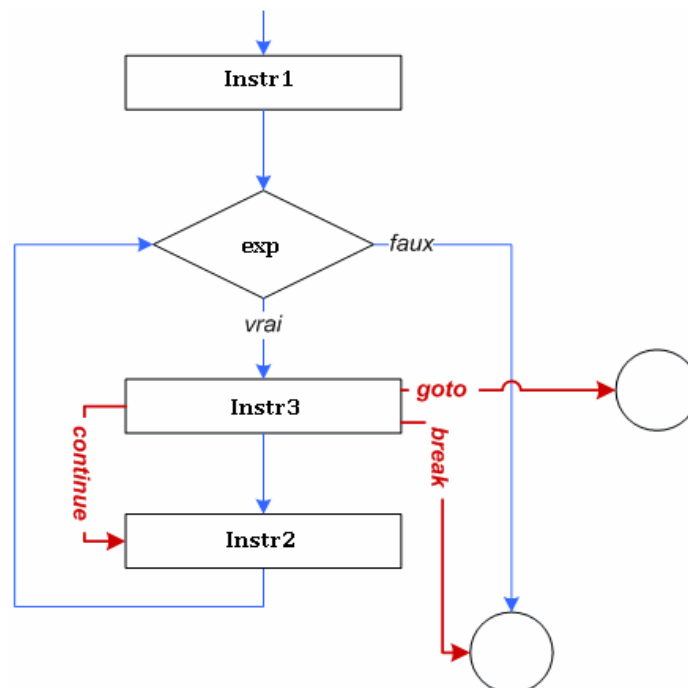 Instr1
exp
faux
vrai
goto
Instr3
continue
break
Instr2